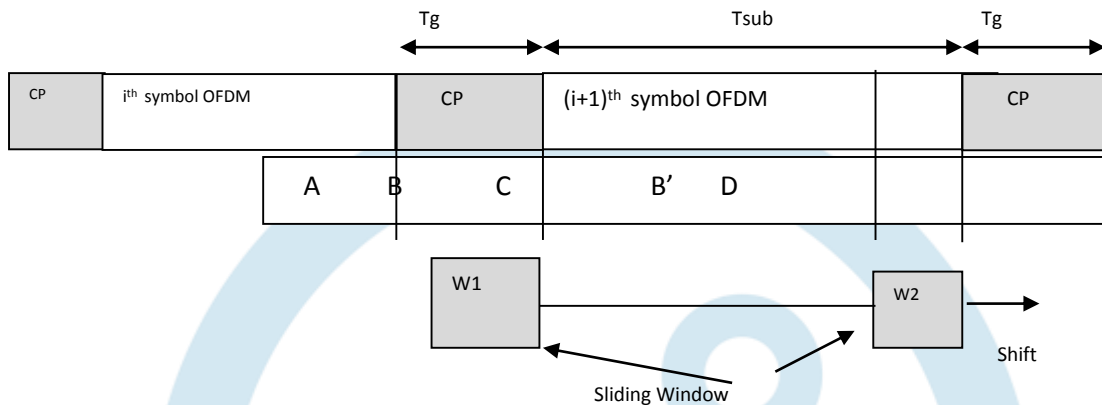 Tg Tsub Tg
CP iᵗʰ symbol OFDM CP (i+1)ᵗʰ symbol OFDM CP
A B C B’ D
W1 W2
Shift
Sliding Window